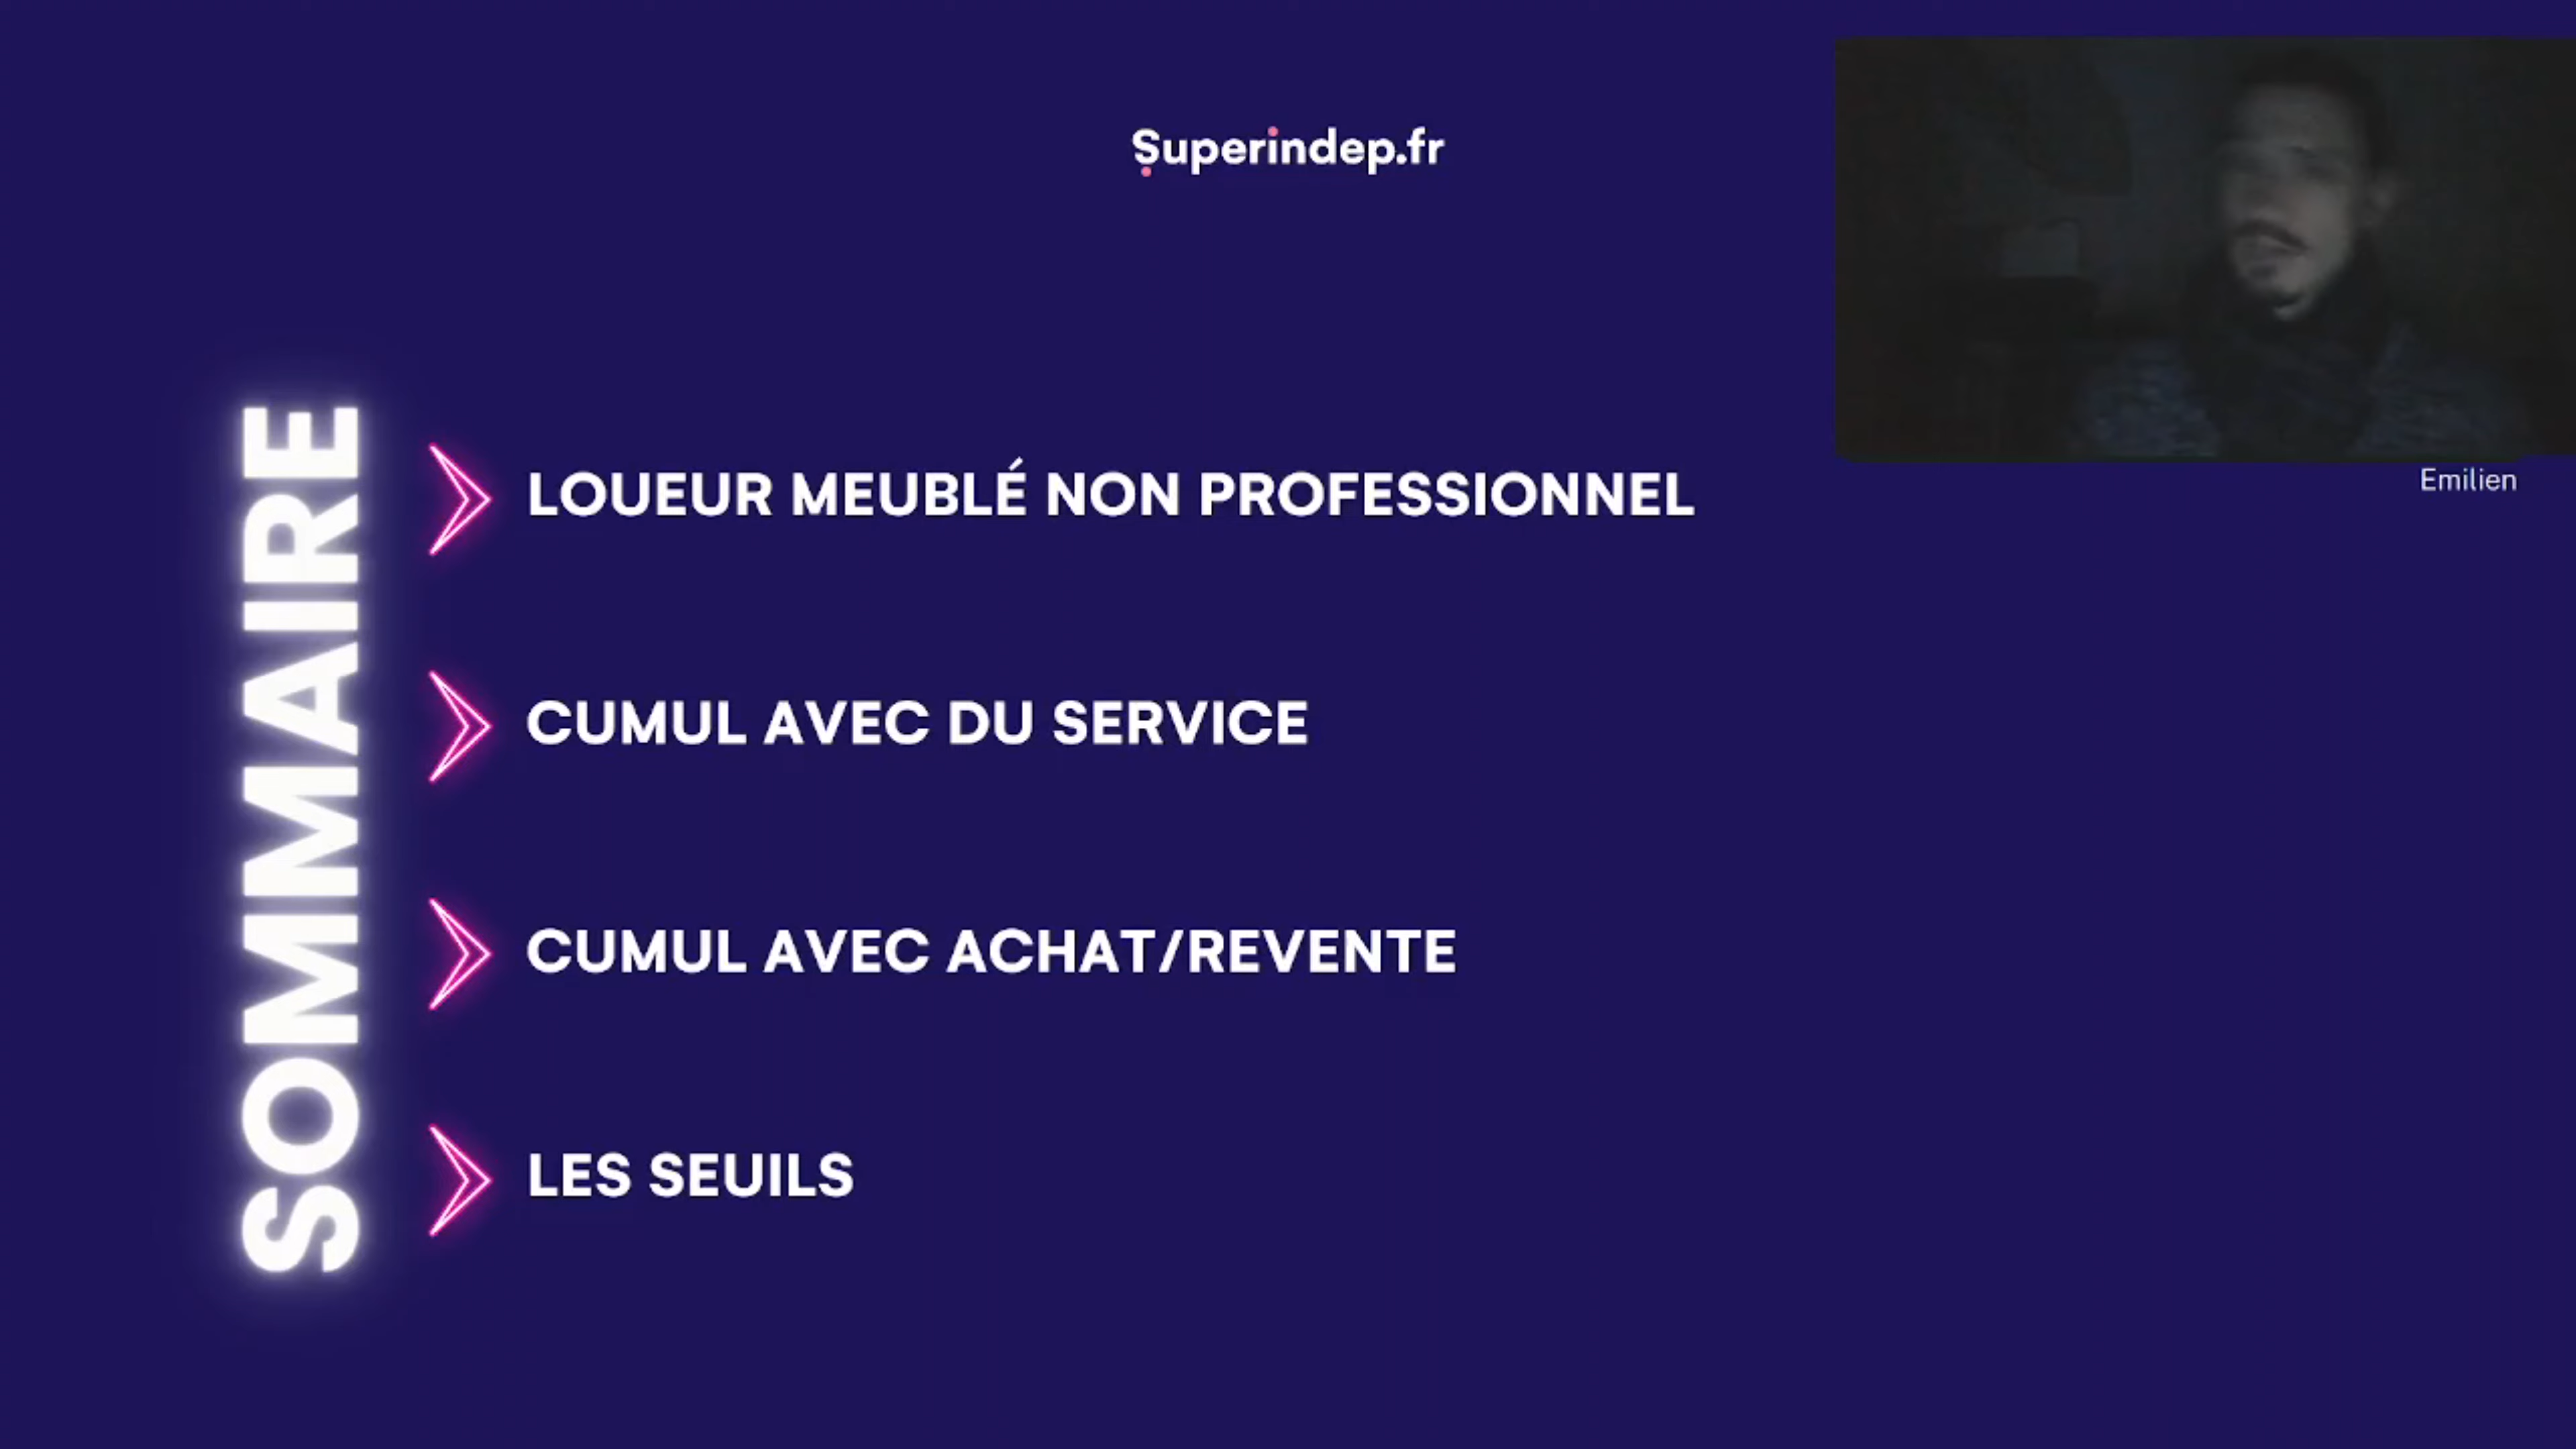 Superindep.fr
SOMMAIRE
LOUEUR MEUBLÉ NON PROFESSIONNEL
CUMUL AVEC DU SERVICE
CUMUL AVEC ACHAT/REVENTE
LES SEUILS
Emilien